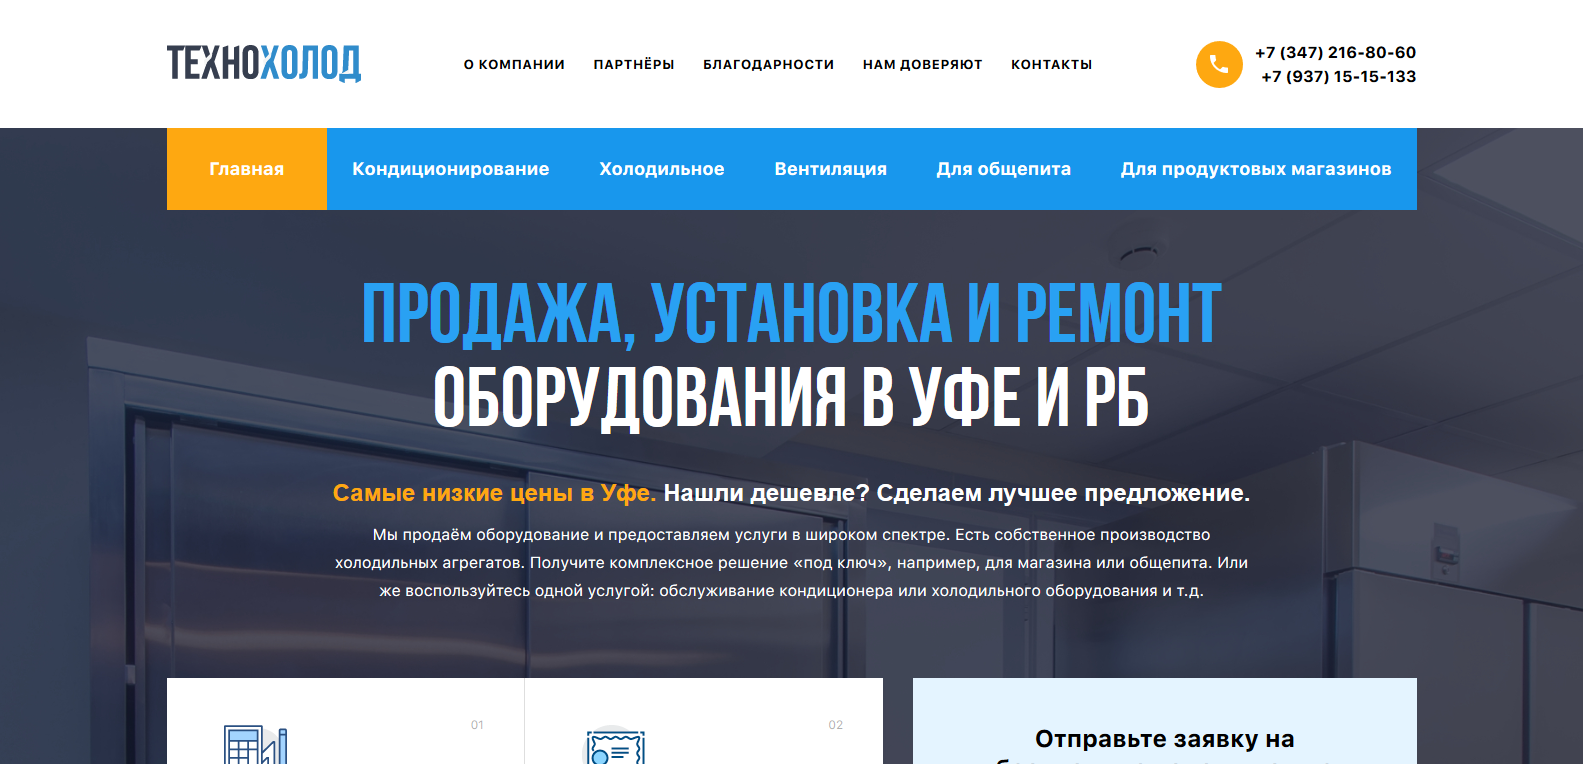 ТЕХНОХОЛОД
О КОМПАНИИ ПАРТНЁРЫ БЛАГОДАРНОСТИ НАМ ДОВЕРЯЮТ КОНТАКТЫ
+7 (347) 216-80-60
+7 (937) 15-15-133
Главная Кондиционирование Холодильное Вентиляция Для общепита Для продуктовых магазинов
ПРОДАЖА, УСТАНОВКА И РЕМОНТ
ОБОРУДОВАНИЯ В УФЕ И РБ
Самые низкие цены в Уфе. Нашли дешевле? Сделаем лучшее предложение.
Мы продаём оборудование и предоставляем услуги в широком спектре. Есть собственное производство
холодильных агрегатов. Получите комплексное решение «под ключ», например, для магазина или общепита. Или
же воспользуйтесь одной услугой: обслуживание кондиционера или холодильного оборудования и т.д.
01
02
Отправьте заявку на